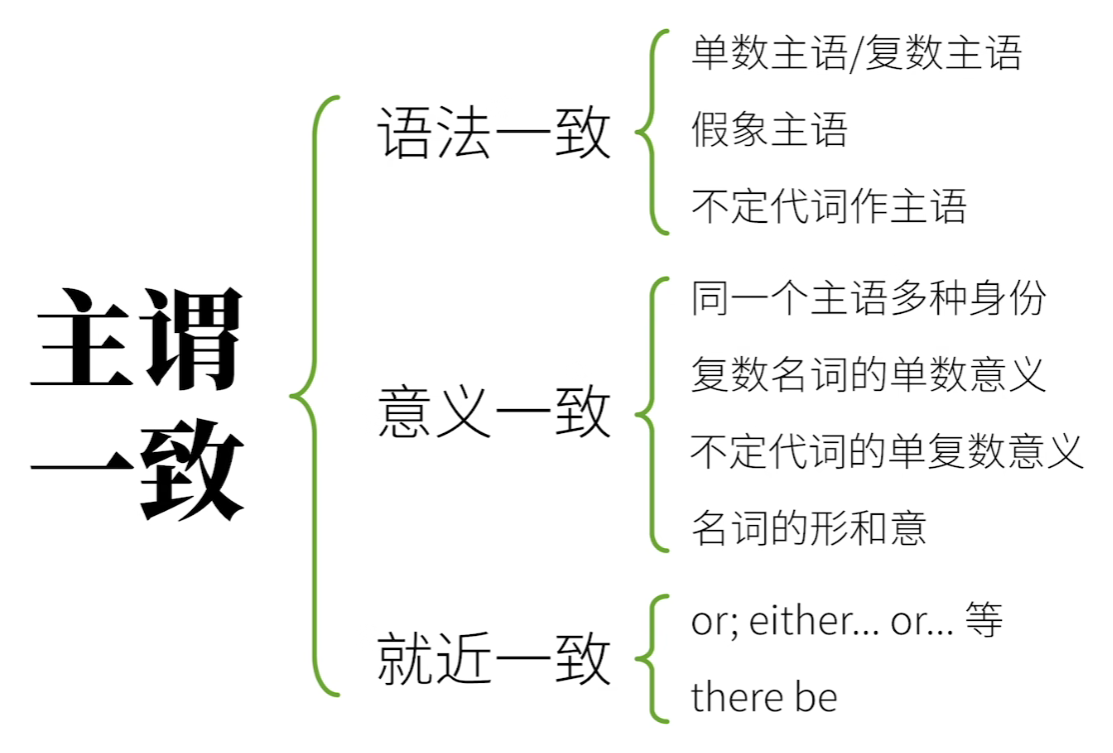 主谓
一致
语法一致
单数主语/复数主语
假象主语
不定代词作主语
意义一致
同一个主语多种身份
复数名词的单数意义
不定代词的单复数意义
名词的形和意
就近一致
or; either... or... 等
there be